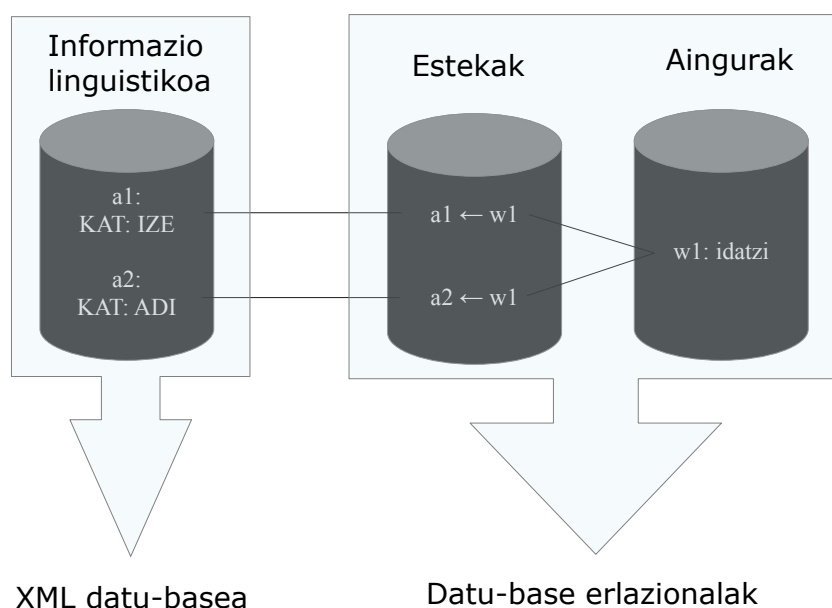 Informazio
linguistikoa
Estekak
Aingurak
a1:
KAT: IZE
a2:
KAT: ADI
a1 ← w1
a2 ← w1
w1: idatzi
XML datu-basea
Datu-base erlazionalak